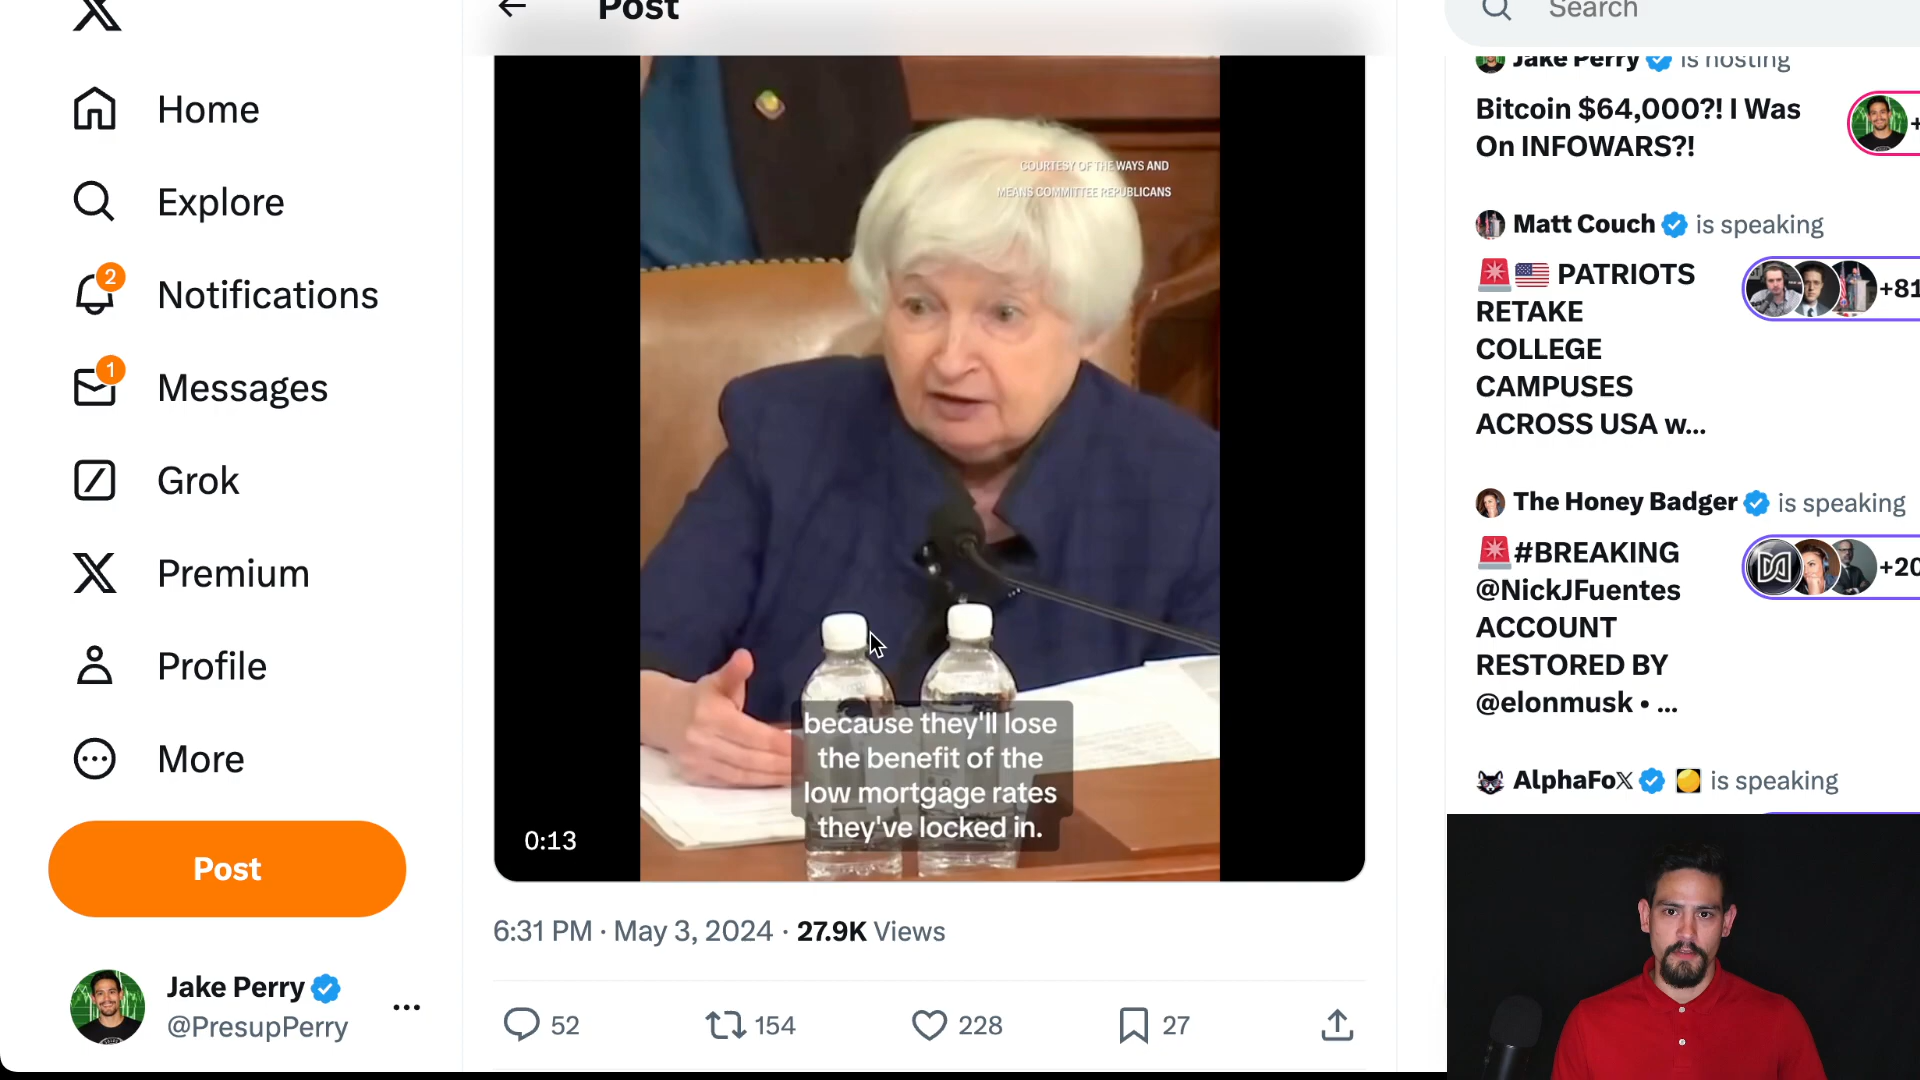 Post
Search
Home
Explore
2
Notifications
1
Messages
Grok
Premium
Profile
More
Post
Jake Perry
@PresupPerry
COURTESY OF THE WAYS AND
MEANS COMMITTEE REPUBLICANS
because they'll lose
the benefit of the
low mortgage rates
they've locked in.
0:13
6:31 PM · May 3, 2024 · 27.9K Views
52
154
228
27
Jake Perry is hosting
Bitcoin $64,000?! I Was
On INFOWARS?!
+
Matt Couch is speaking
PATRIOTS
RETAKE
COLLEGE
CAMPUSES
ACROSS USA w...
+81
The Honey Badger is speaking
#BREAKING
@NickJFuentes
ACCOUNT
RESTORED BY
@elonmusk • ...
+20
AlphaFoX is speaking